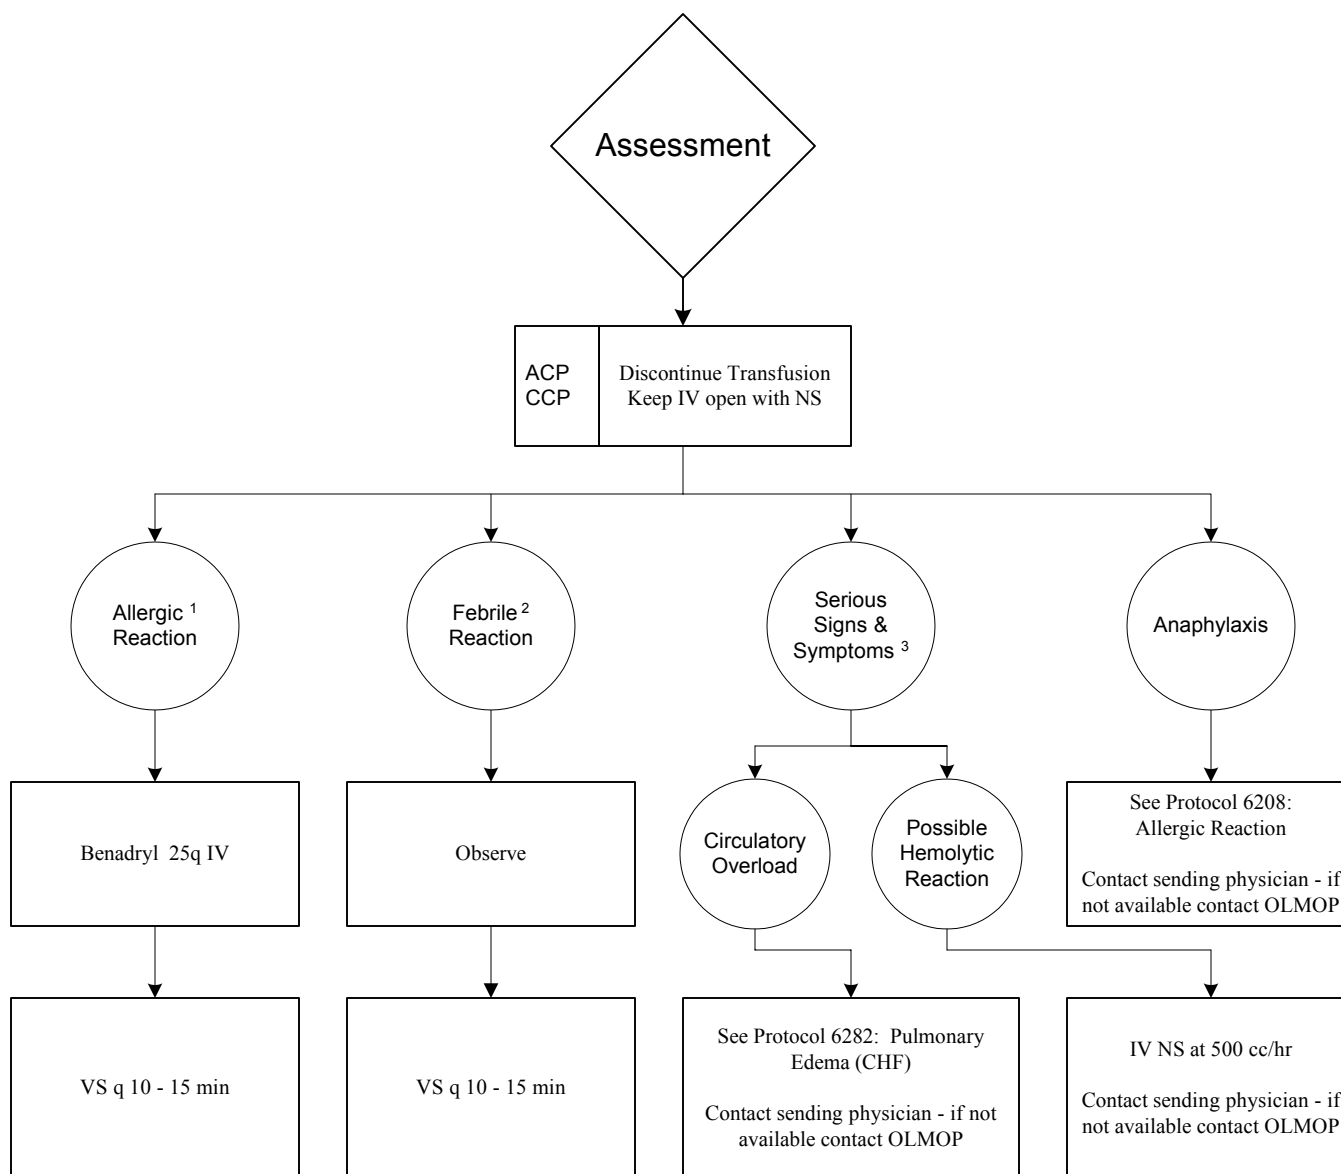 Assessment
ACP
CCP
Discontinue Transfusion
Keep IV open with NS
Allergic 1
Reaction
Febrile 2
Reaction
Serious
Signs &
Symptoms 3
Anaphylaxis
Benadryl 25q IV
Observe
Circulatory
Overload
Possible
Hemolytic
Reaction
See Protocol 6208:
Allergic Reaction
Contact sending physician - if
not available contact OLMOP
VS q 10 - 15 min
VS q 10 - 15 min
See Protocol 6282: Pulmonary
Edema (CHF)
Contact sending physician - if not
available contact OLMOP
IV NS at 500 cc/hr
Contact sending physician - if
not available contact OLMOP